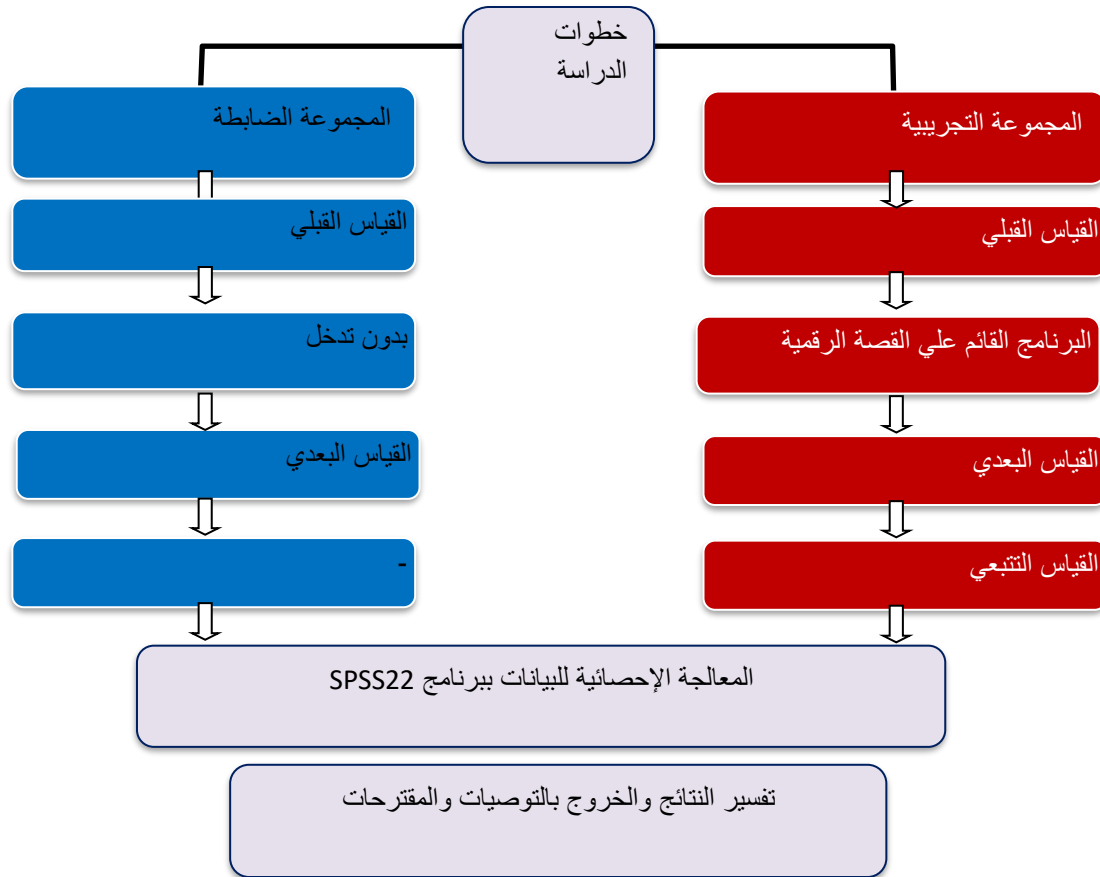 خطوات
الدراسة
المجموعة التجريبية
المجموعة الضابطة
القياس القبلي
القياس القبلي
البرنامج القائم علي القصة الرقمية
بدون تدخل
القياس البعدي
القياس البعدي
القياس التتبعي
-
المعالجة الإحصائية للبيانات ببرنامج SPSS22
تفسير النتائج والخروج بالتوصيات والمقترحات